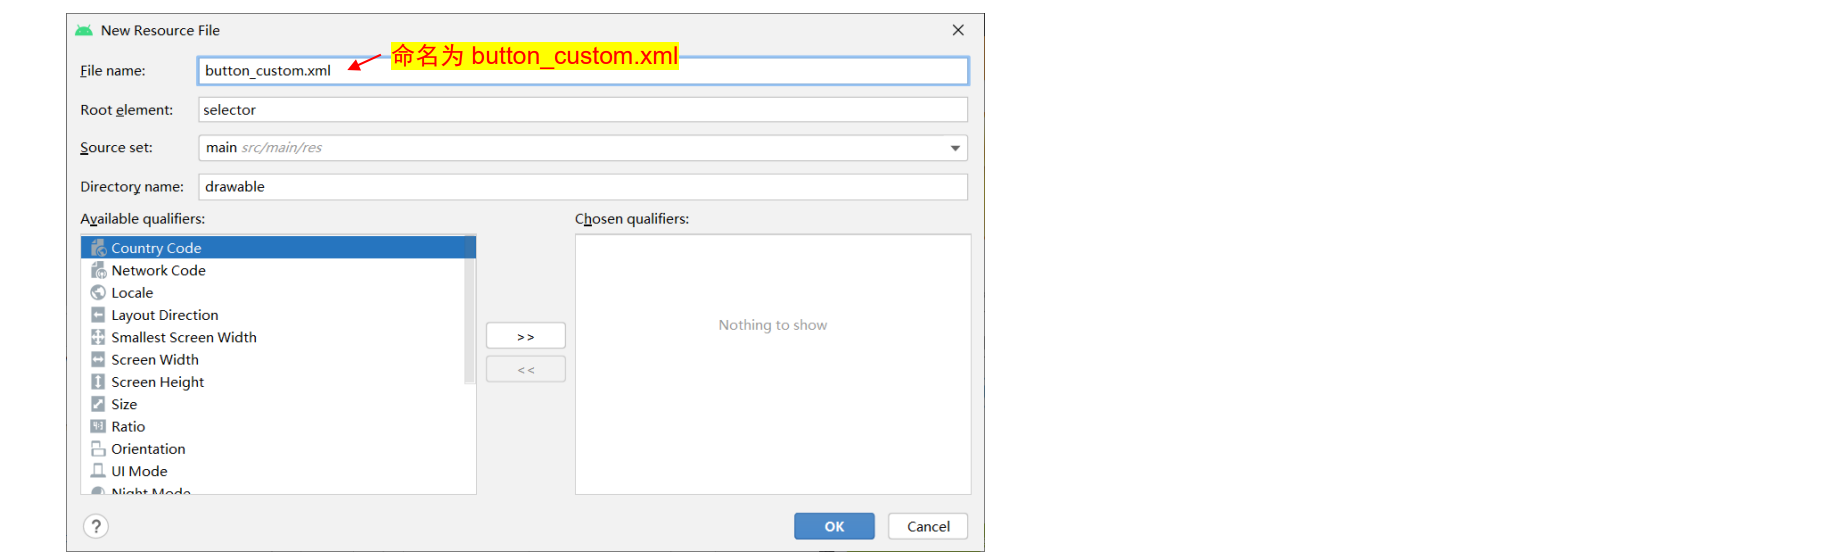 New Resource File
命名为 button_custom.xml
File name: button_custom.xml
Root element: selector
Source set: main src/main/res
Directory name: drawable
Available qualifiers: Chosen qualifiers:
Country Code
Network Code
Locale
Layout Direction
Nothing to show
Smallest Screen Width
>>
Screen Width
<<
Screen Height
Size
Ratio
Orientation
UI Mode
Night Mode
? OK Cancel